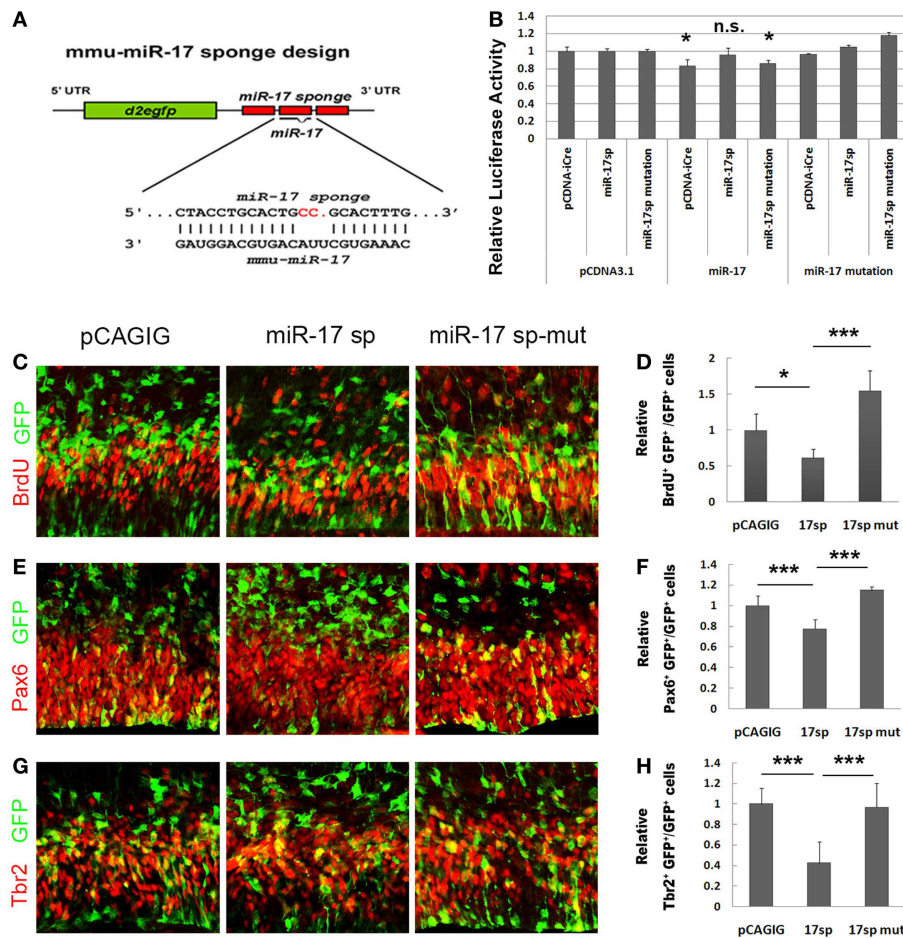 A
mmu-miR-17 sponge design
5' UTR
3' UTR
d2egfp
miR-17 sponge
miR-17
miR-17 sponge
5' ...CTACCTGCACTGCC.GCACTTTG...3'
3' GAUGGACGUGACAUUCGUGAAAC
mmu-miR-17
B
Relative Luciferase Activity
1.4
1.2
1
0.8
0.6
0.4
0.2
0
*
n.s.
*
pCDNA-iCre
miR-17sp
miR-17sp mutation
pCDNA-iCre
miR-17sp
miR-17sp mutation
pCDNA-iCre
miR-17sp
miR-17sp mutation
pCDNA3.1
miR-17
miR-17 mutation
pCAGIG
miR-17 sp
miR-17 sp-mut
C
BrdU GFP
D
Relative
BrdU+ GFP+ /GFP+ cells
2
1.5
1
0.5
0
*
***
pCAGIG
17sp
17sp mut
E
Pax6 GFP
F
Relative
Pax6+ GFP+/GFP+ cells
1.4
1.2
1
0.8
0.6
0.4
0.2
0
***
***
pCAGIG
17sp
17sp mut
G
Tbr2 GFP
H
Relative
Tbr2+ GFP+/GFP+ cells
1.4
1.2
1
0.8
0.6
0.4
0.2
0
***
***
pCAGIG
17sp
17sp mut